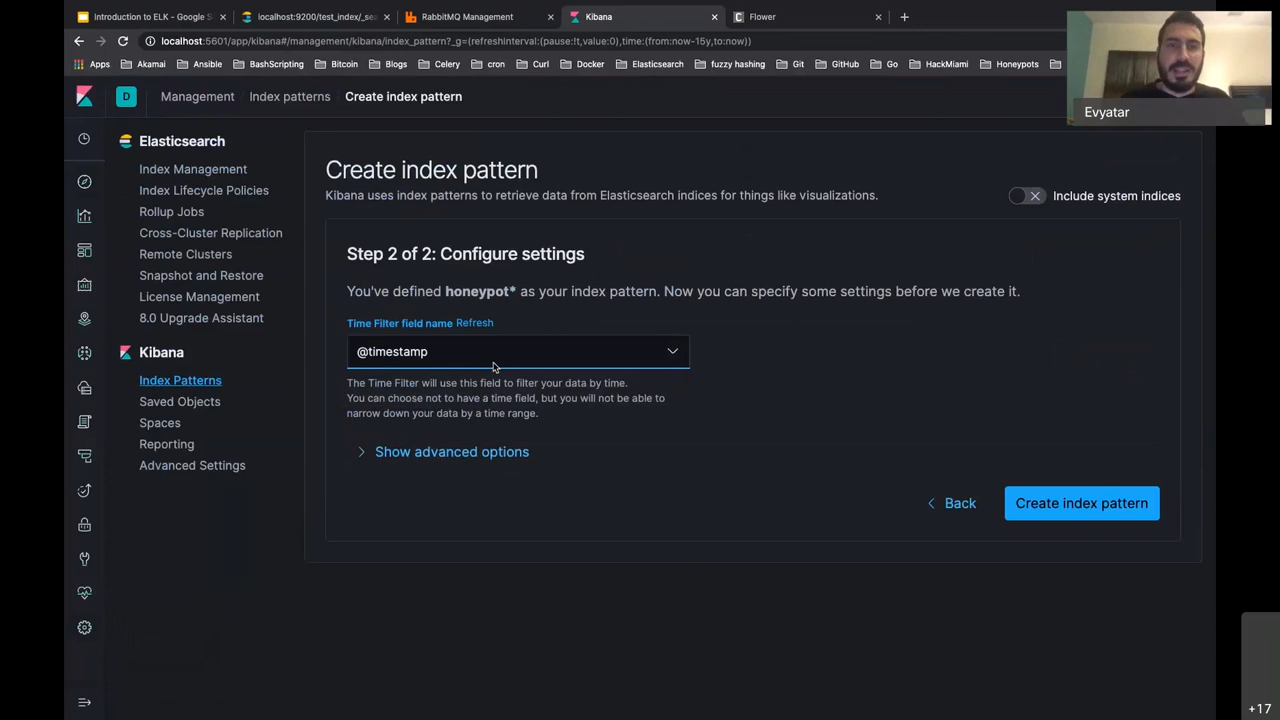 Introduction to ELK - Google S
localhost:9200/test_index/_sea
RabbitMQ Management
Kibana
Flower
localhost:5601/app/kibana#/management/kibana/index_pattern?_g=(refreshInterval:(pause:!t,value:0),time:(from:now-15y,to:now))
Apps
Akamai
Ansible
BashScripting
Bitcoin
Blogs
Celery
cron
Curl
Docker
Elasticsearch
fuzzy hashing
Git
GitHub
Go
HackMiami
Honeypots
Evyatar
D
Management
Index patterns
Create index pattern
Elasticsearch
Index Management
Index Lifecycle Policies
Rollup Jobs
Cross-Cluster Replication
Remote Clusters
Snapshot and Restore
License Management
8.0 Upgrade Assistant
Kibana
Index Patterns
Saved Objects
Spaces
Reporting
Advanced Settings
Create index pattern
Kibana uses index patterns to retrieve data from Elasticsearch indices for things like visualizations.
Include system indices
Step 2 of 2: Configure settings
You've defined honeypot* as your index pattern. Now you can specify some settings before we create it.
Time Filter field name Refresh
@timestamp
The Time Filter will use this field to filter your data by time.
You can choose not to have a time field, but you will not be able to
narrow down your data by a time range.
Show advanced options
Back
Create index pattern
+17